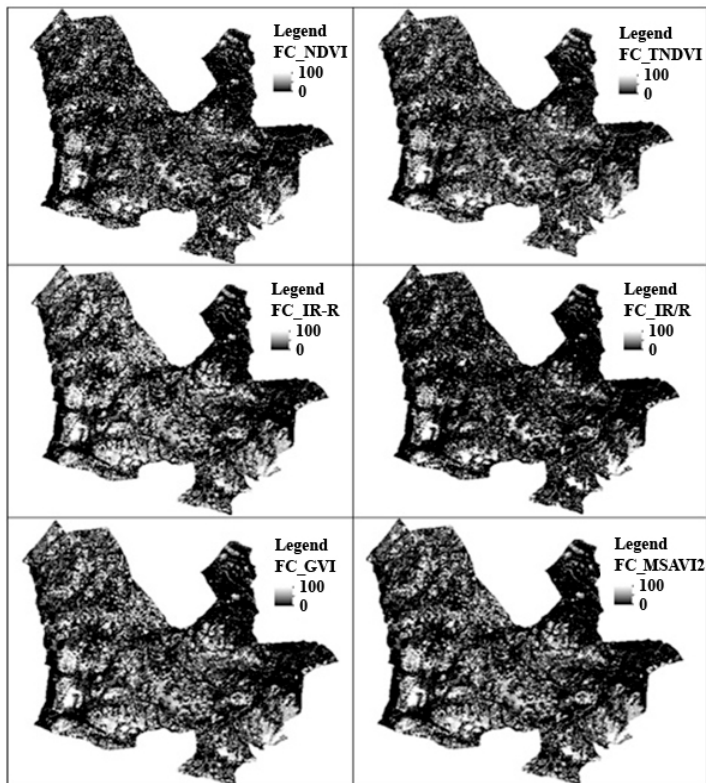 Legend
FC_NDVI
100
0
Legend
FC_TNDVI
100
0
Legend
FC_IR-R
100
0
Legend
FC_IR/R
100
0
Legend
FC_GVI
100
0
Legend
FC_MSAVI2
100
0